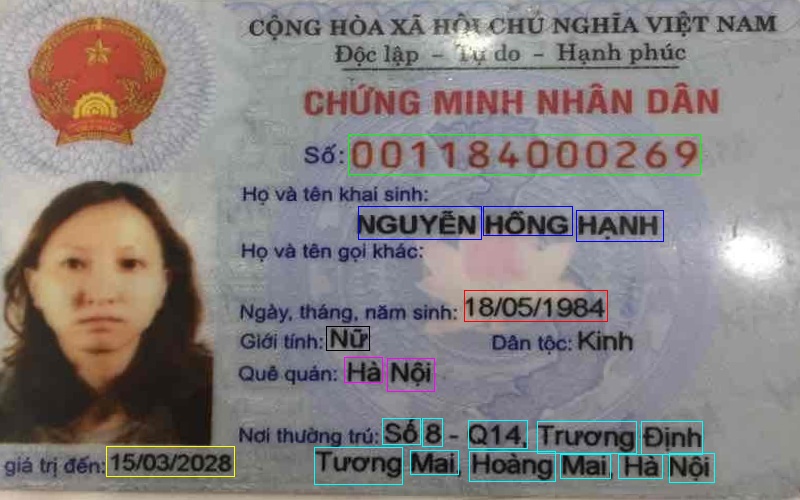 CỘNG HÒA XÃ HỘI CHỦ NGHĨA VIỆT NAM
Độc lập - Tự do - Hạnh phúc
CHỨNG MINH NHÂN DÂN
Số: 001184000269
Họ và tên khai sinh:
NGUYỄN HỒNG HẠNH
Họ và tên gọi khác:
Ngày, tháng, năm sinh: 18/05/1984
Giới tính: Nữ Dân tộc: Kinh
Quê quán: Hà Nội
Nơi thường trú: Số 8 - Q14, Trương Định
Tương Mai, Hoàng Mai, Hà Nội
giá trị đến: 15/03/2028